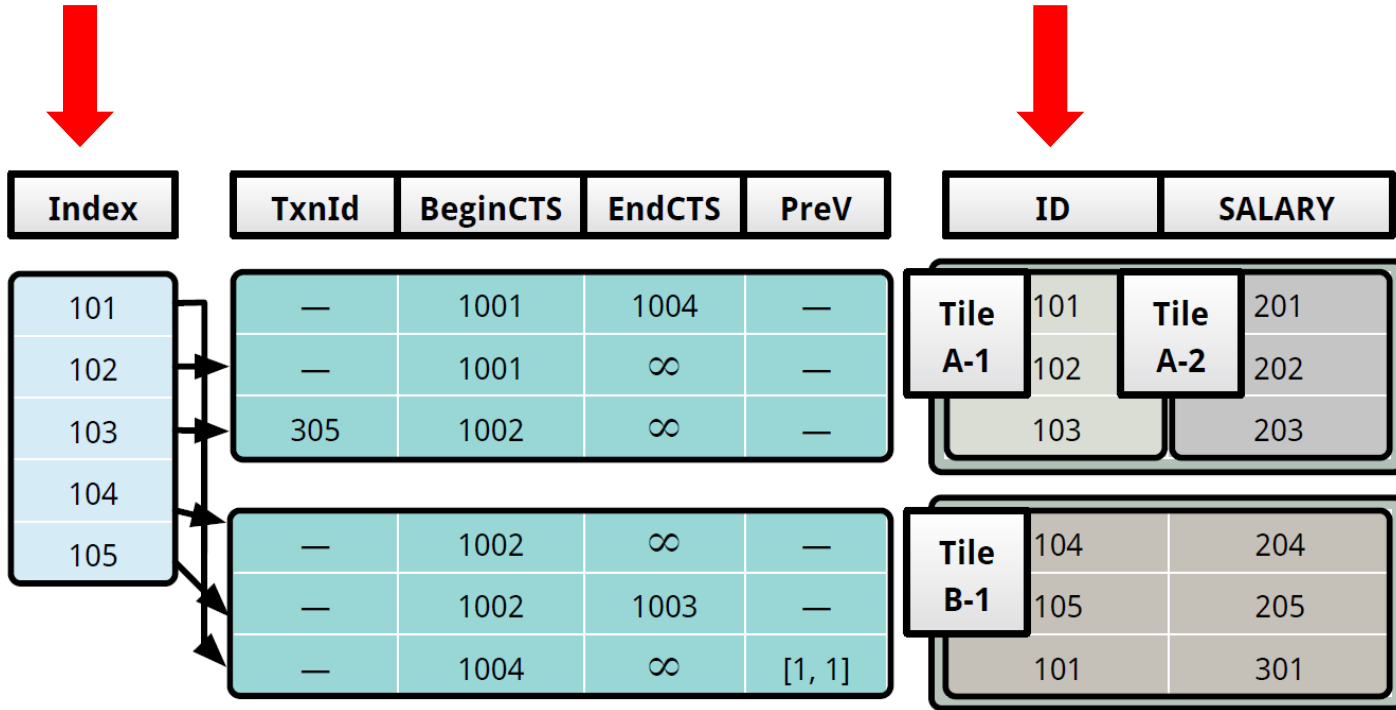 Index TxnId BeginCTS EndCTS PreV ID SALARY
101 — 1001 1004 — Tile A-1 101 Tile A-2 201
102 — 1001 ∞ — 102 202
103 305 1002 ∞ — 103 203
104 — 1002 ∞ — Tile B-1 104 204
105 — 1002 1003 — 105 205
— 1004 ∞ [1, 1] 101 301